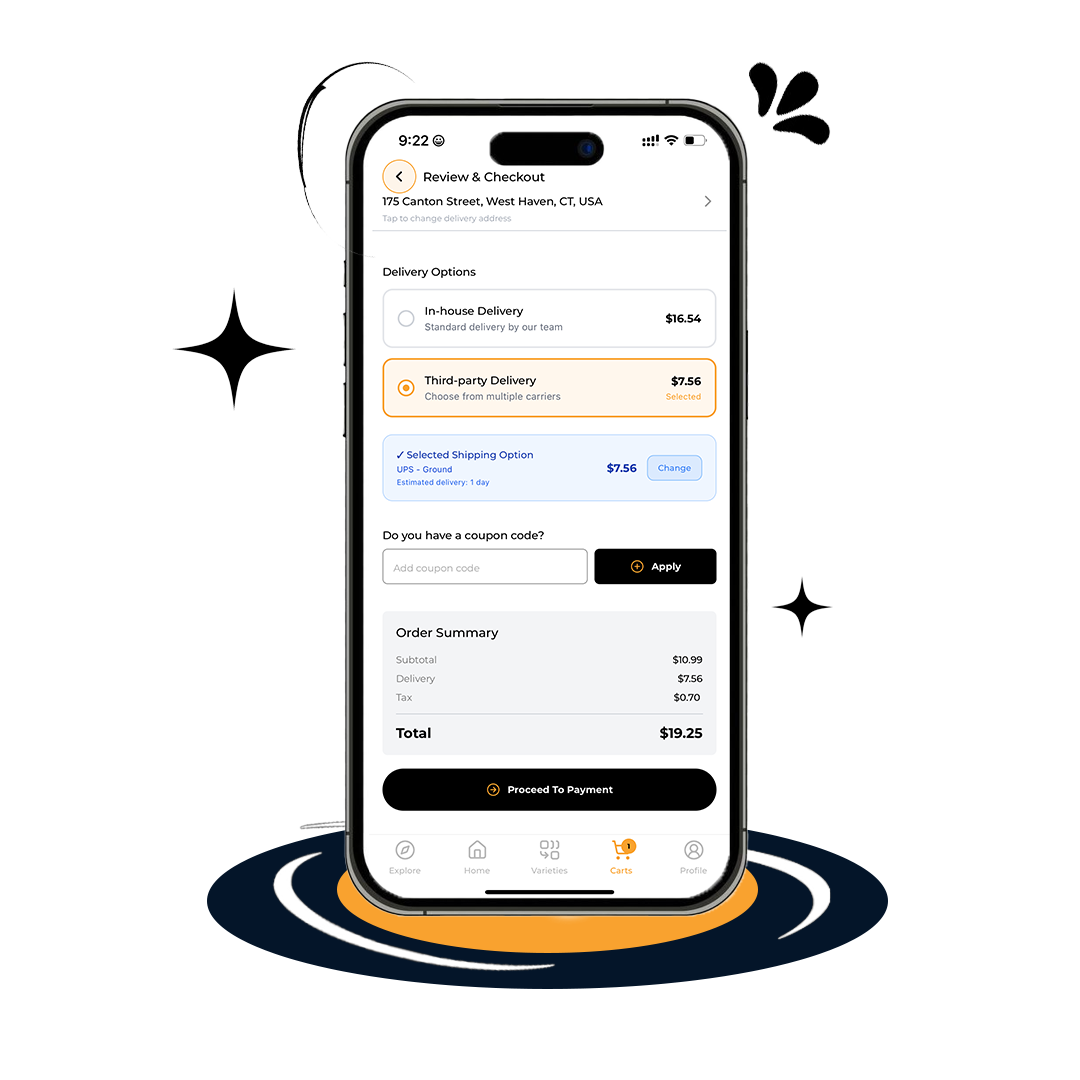 9:22
Review & Checkout
175 Canton Street, West Haven, CT, USA
Tap to change delivery address
Delivery Options
In-house Delivery
Standard delivery by our team
$16.54
Third-party Delivery
Choose from multiple carriers
$7.56
Selected
✓ Selected Shipping Option
UPS - Ground
Estimated delivery: 1 day
$7.56
Change
Do you have a coupon code?
Add coupon code
Apply
Order Summary
Subtotal $10.99
Delivery $7.56
Tax $0.70
Total $19.25
Proceed To Payment
1
Explore Home Varieties Carts Profile